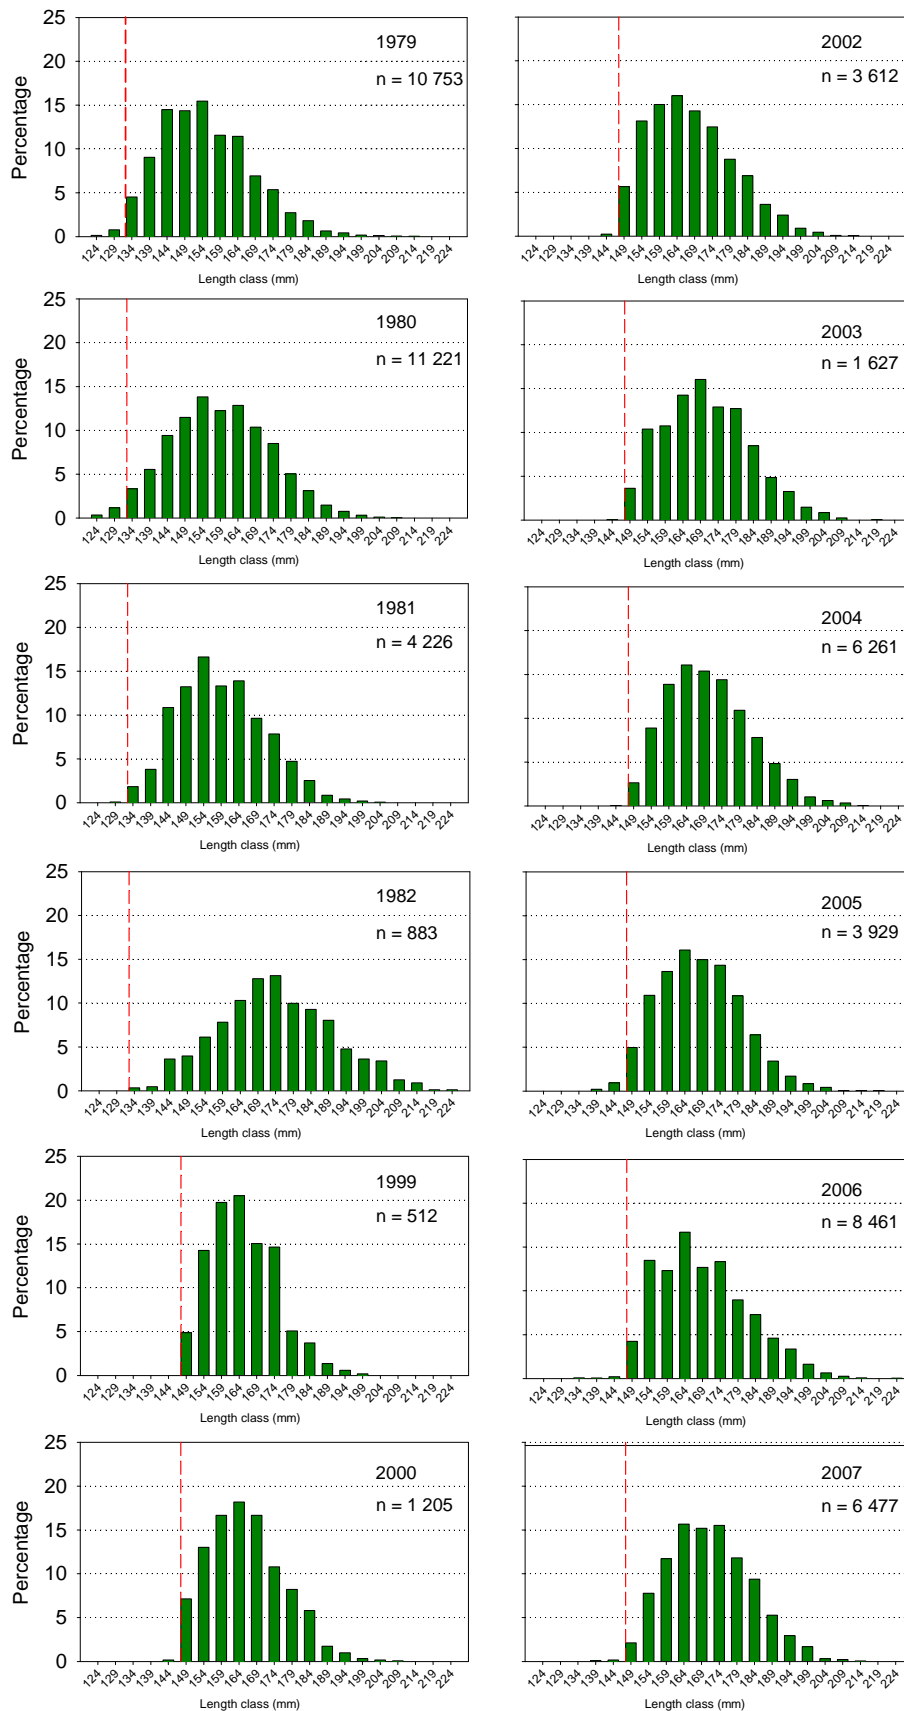 25
20
15
10
5
0
Percentage
1979
n = 10 753
124 129 134 139 144 149 154 159 164 169 174 179 184 189 194 199 204 209 214 219 224
Length class (mm)
2002
n = 3 612
124 129 134 139 144 149 154 159 164 169 174 179 184 189 194 199 204 209 214 219 224
Length class (mm)
25
20
15
10
5
0
Percentage
1980
n = 11 221
124 129 134 139 144 149 154 159 164 169 174 179 184 189 194 199 204 209 214 219 224
Length class (mm)
2003
n = 1 627
124 129 134 139 144 149 154 159 164 169 174 179 184 189 194 199 204 209 214 219 224
Length class (mm)
25
20
15
10
5
0
Percentage
1981
n = 4 226
124 129 134 139 144 149 154 159 164 169 174 179 184 189 194 199 204 209 214 219 224
Length class (mm)
2004
n = 6 261
124 129 134 139 144 149 154 159 164 169 174 179 184 189 194 199 204 209 214 219 224
Length class (mm)
25
20
15
10
5
0
Percentage
1982
n = 883
124 129 134 139 144 149 154 159 164 169 174 179 184 189 194 199 204 209 214 219 224
Length class (mm)
2005
n = 3 929
124 129 134 139 144 149 154 159 164 169 174 179 184 189 194 199 204 209 214 219 224
Length class (mm)
25
20
15
10
5
0
Percentage
1999
n = 512
124 129 134 139 144 149 154 159 164 169 174 179 184 189 194 199 204 209 214 219 224
Length class (mm)
2006
n = 8 461
124 129 134 139 144 149 154 159 164 169 174 179 184 189 194 199 204 209 214 219 224
Length class (mm)
25
20
15
10
5
0
Percentage
2000
n = 1 205
124 129 134 139 144 149 154 159 164 169 174 179 184 189 194 199 204 209 214 219 224
Length class (mm)
2007
n = 6 477
124 129 134 139 144 149 154 159 164 169 174 179 184 189 194 199 204 209 214 219 224
Length class (mm)